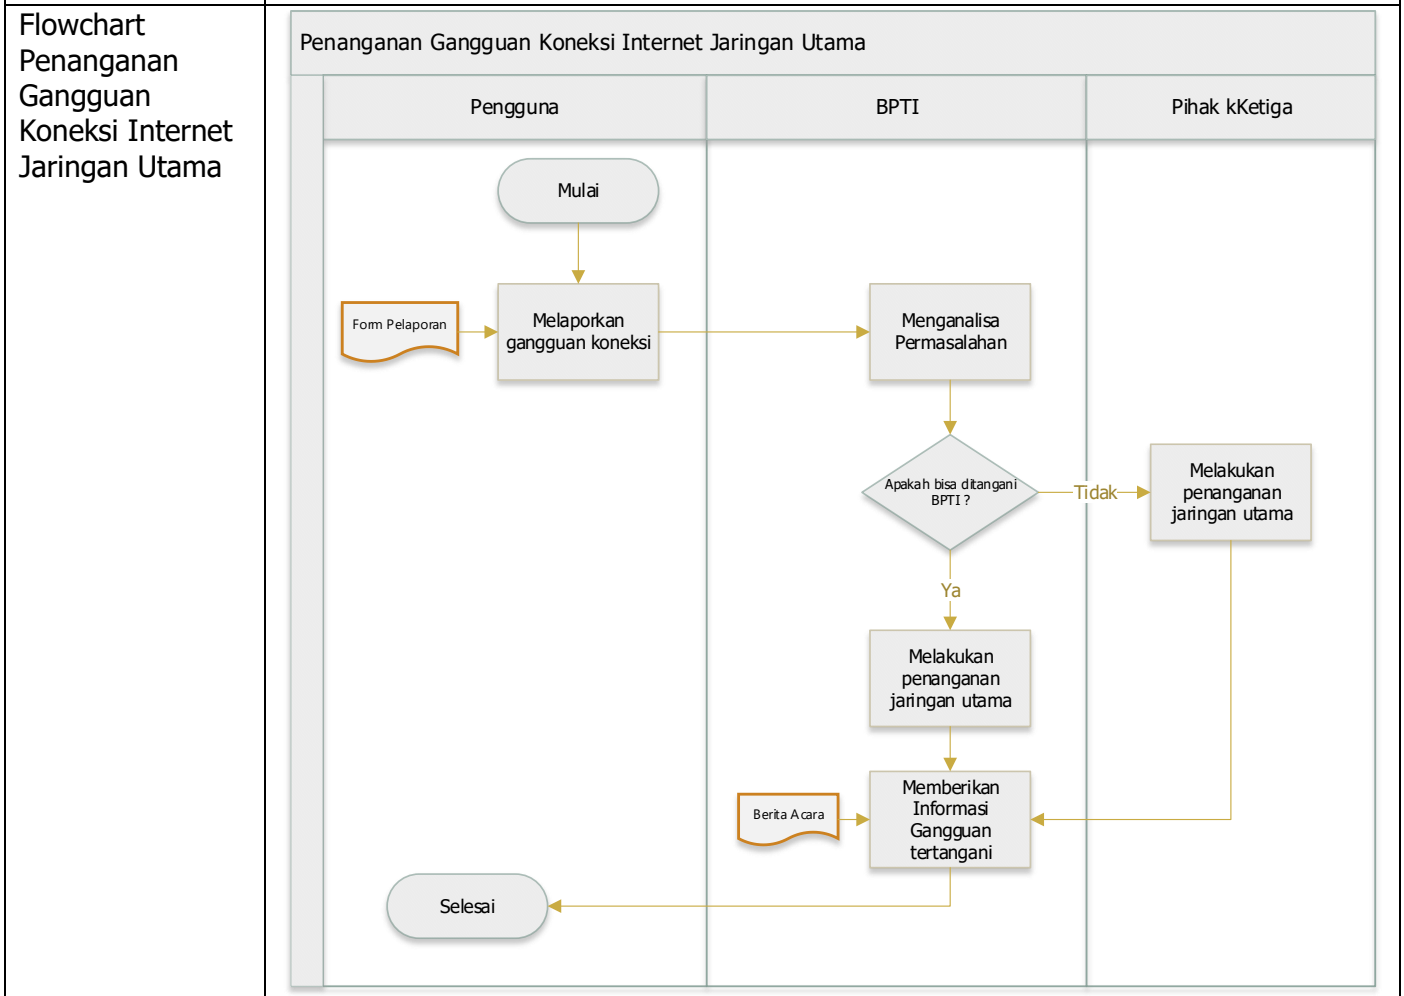 Flowchart
Penanganan
Gangguan
Koneksi Internet
Jaringan Utama
Penanganan Gangguan Koneksi Internet Jaringan Utama
Pengguna
BPTI
Pihak kKetiga
Mulai
Form Pelaporan
Melaporkan
gangguan koneksi
Menganalisa
Permasalahan
Apakah bisa ditangani
BPTI ?
Tidak
Melakukan
penanganan
jaringan utama
Ya
Melakukan
penanganan
jaringan utama
Berita Acara
Memberikan
Informasi
Gangguan
tertangani
Selesai